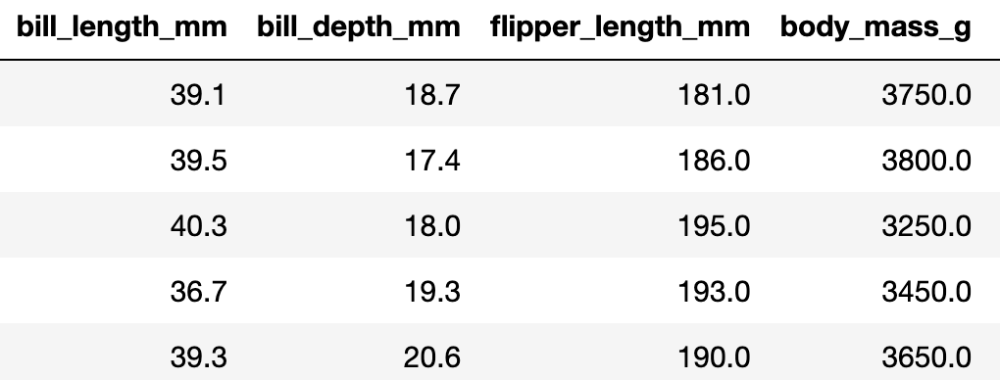 bill_length_mm bill_depth_mm flipper_length_mm body_mass_g
39.1 18.7 181.0 3750.0
39.5 17.4 186.0 3800.0
40.3 18.0 195.0 3250.0
36.7 19.3 193.0 3450.0
39.3 20.6 190.0 3650.0